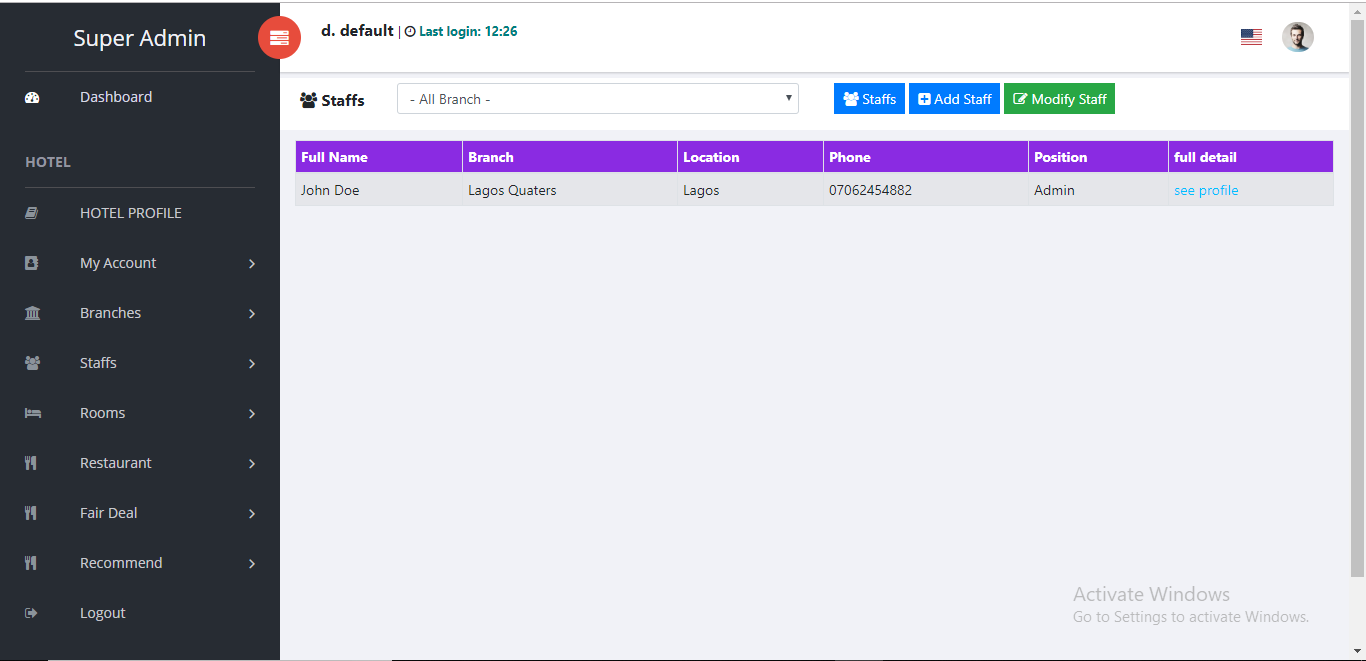 Super Admin
d. default | Last login: 12:26
Dashboard
HOTEL
HOTEL PROFILE
My Account
Branches
Staffs
Rooms
Restaurant
Fair Deal
Recommend
Logout
Staffs - All Branch - Staffs Add Staff Modify Staff
Full Name Branch Location Phone Position full detail
John Doe Lagos Quaters Lagos 07062454882 Admin see profile
Activate Windows
Go to Settings to activate Windows.